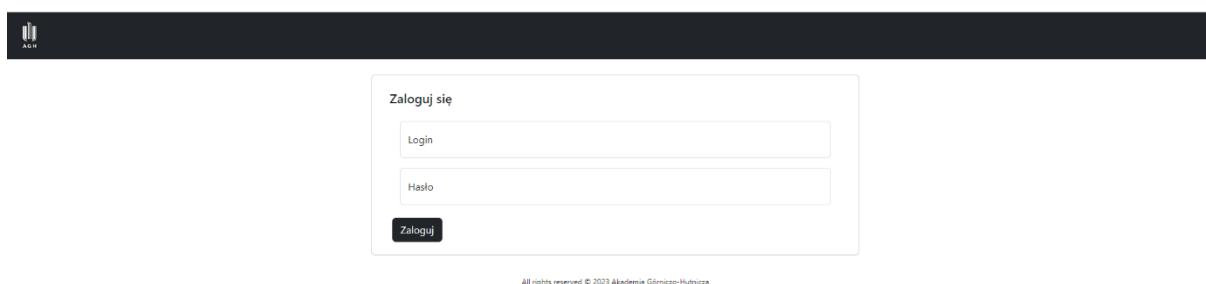 AGH
Zaloguj się
Login
Hasło
Zaloguj
All rights reserved © 2023 Akademia Górniczo-Hutnicza